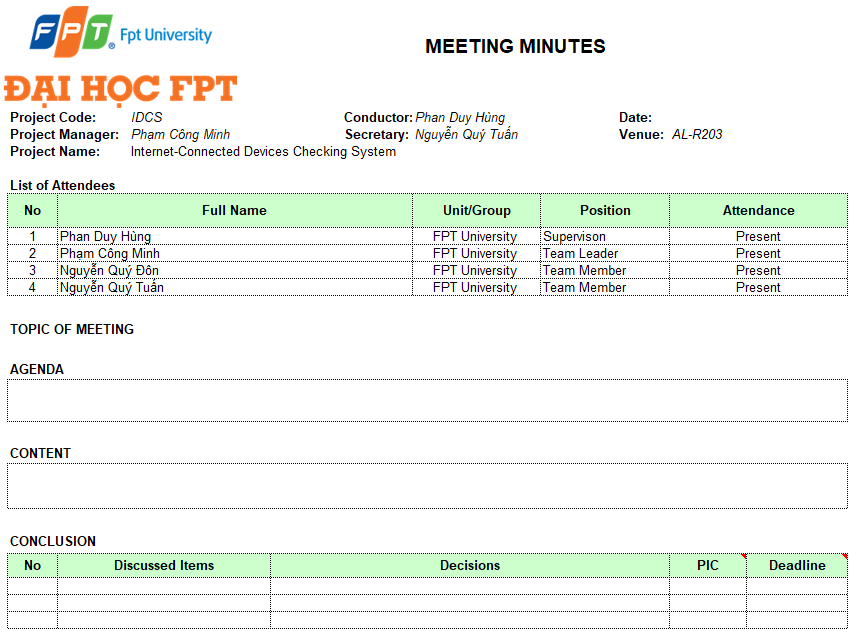 FPT® Fpt University
ĐẠI HỌC FPT
MEETING MINUTES
Project Code: IDCS Conductor: Phan Duy Hùng Date:
Project Manager: Phạm Công Minh Secretary: Nguyễn Quý Tuấn Venue: AL-R203
Project Name: Internet-Connected Devices Checking System
List of Attendees
No Full Name Unit/Group Position Attendance
1 Phan Duy Hùng FPT University Supervison Present
2 Phạm Công Minh FPT University Team Leader Present
3 Nguyễn Quý Đôn FPT University Team Member Present
4 Nguyễn Quý Tuấn FPT University Team Member Present
TOPIC OF MEETING
AGENDA
CONTENT
CONCLUSION
No Discussed Items Decisions PIC Deadline